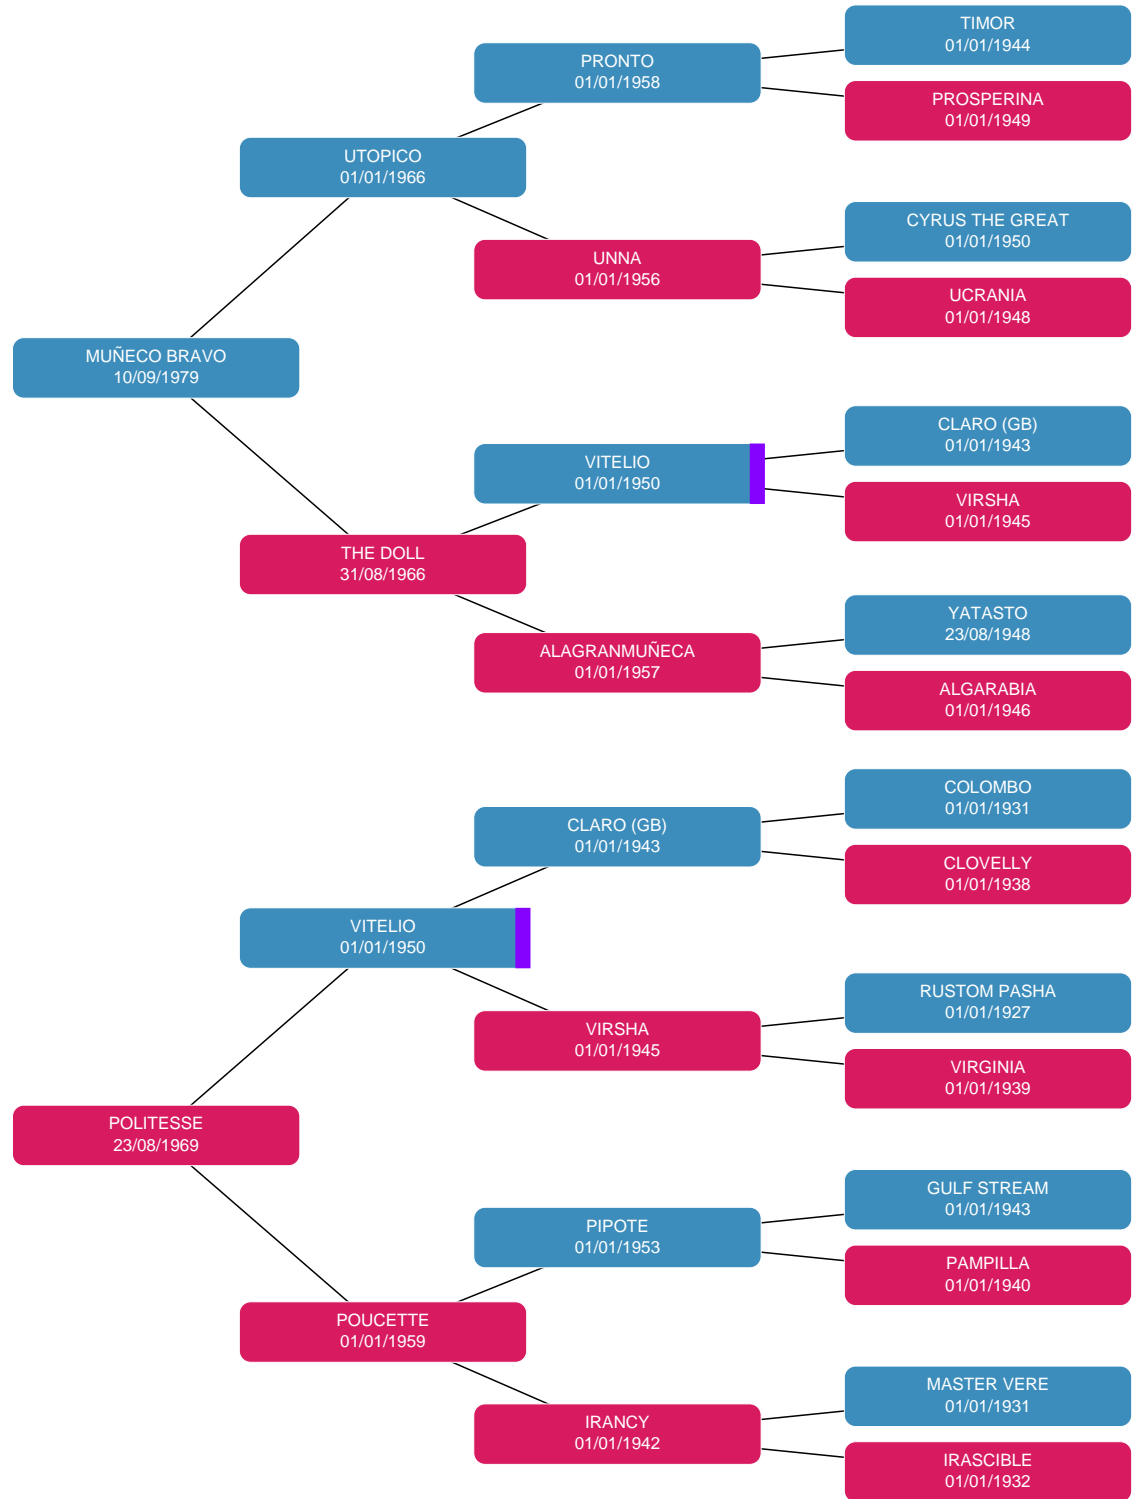 TIMOR
01/01/1944
PRONTO
01/01/1958
PROSPERINA
01/01/1949
UTOPICO
01/01/1966
CYRUS THE GREAT
01/01/1950
UNNA
01/01/1956
UCRANIA
01/01/1948
MUÑECO BRAVO
10/09/1979
CLARO (GB)
01/01/1943
VITELIO
01/01/1950
VIRSHA
01/01/1945
THE DOLL
31/08/1966
YATASTO
23/08/1948
ALAGRANMUÑECA
01/01/1957
ALGARABIA
01/01/1946
COLOMBO
01/01/1931
CLARO (GB)
01/01/1943
CLOVELLY
01/01/1938
VITELIO
01/01/1950
RUSTOM PASHA
01/01/1927
VIRSHA
01/01/1945
VIRGINIA
01/01/1939
POLITESSE
23/08/1969
GULF STREAM
01/01/1943
PIPOTE
01/01/1953
PAMPILLA
01/01/1940
POUCETTE
01/01/1959
MASTER VERE
01/01/1931
IRANCY
01/01/1942
IRASCIBLE
01/01/1932